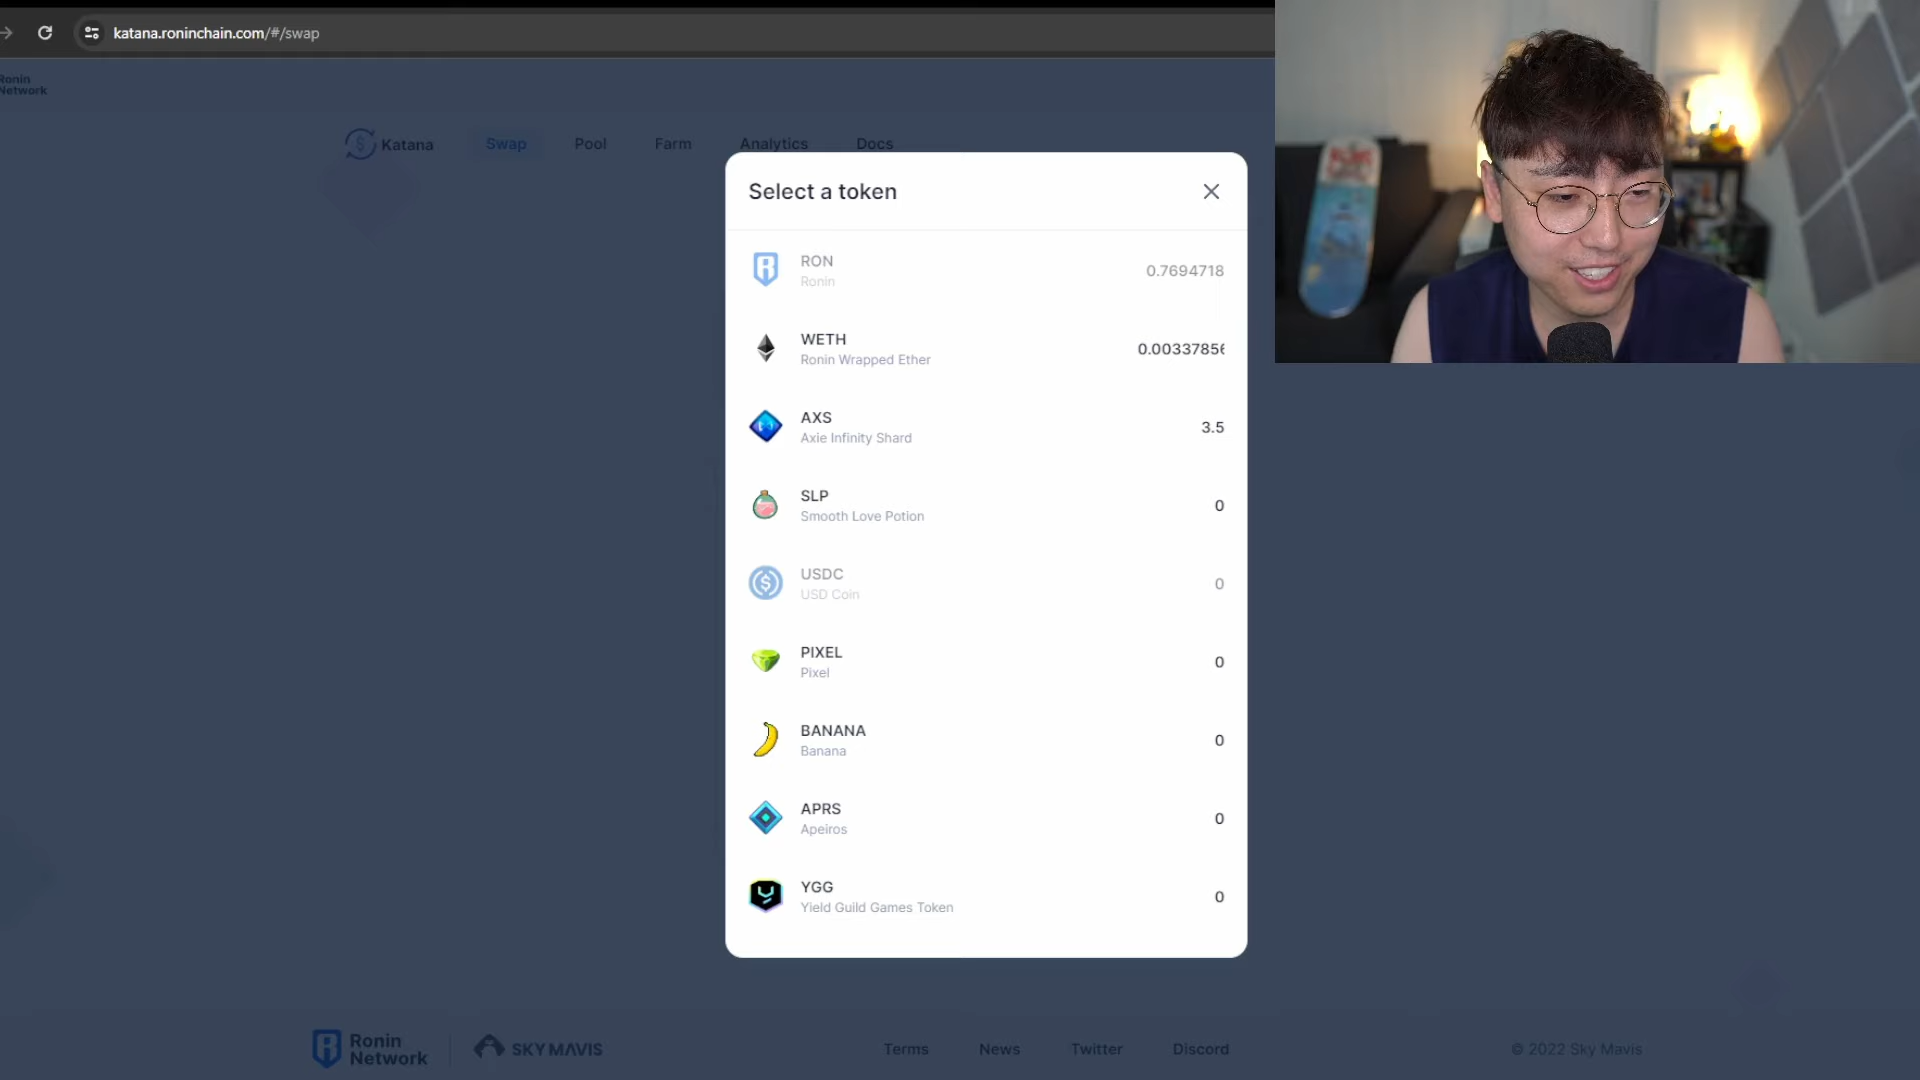 katana.roninchain.com/#/swap
Ronin
Network
Katana
Swap
Pool
Farm
Analytics
Docs
Select a token
RON
Ronin
0.7694718
WETH
Ronin Wrapped Ether
0.0033785
AXS
Axie Infinity Shard
3.5
SLP
Smooth Love Potion
0
USDC
USD Coin
0
PIXEL
Pixel
0
BANANA
Banana
0
APRS
Apeiros
0
YGG
Yield Guild Games Token
0
Ronin
Network
SKY MAVIS
Terms
News
Twitter
Discord
© 2022 Sky Mavis